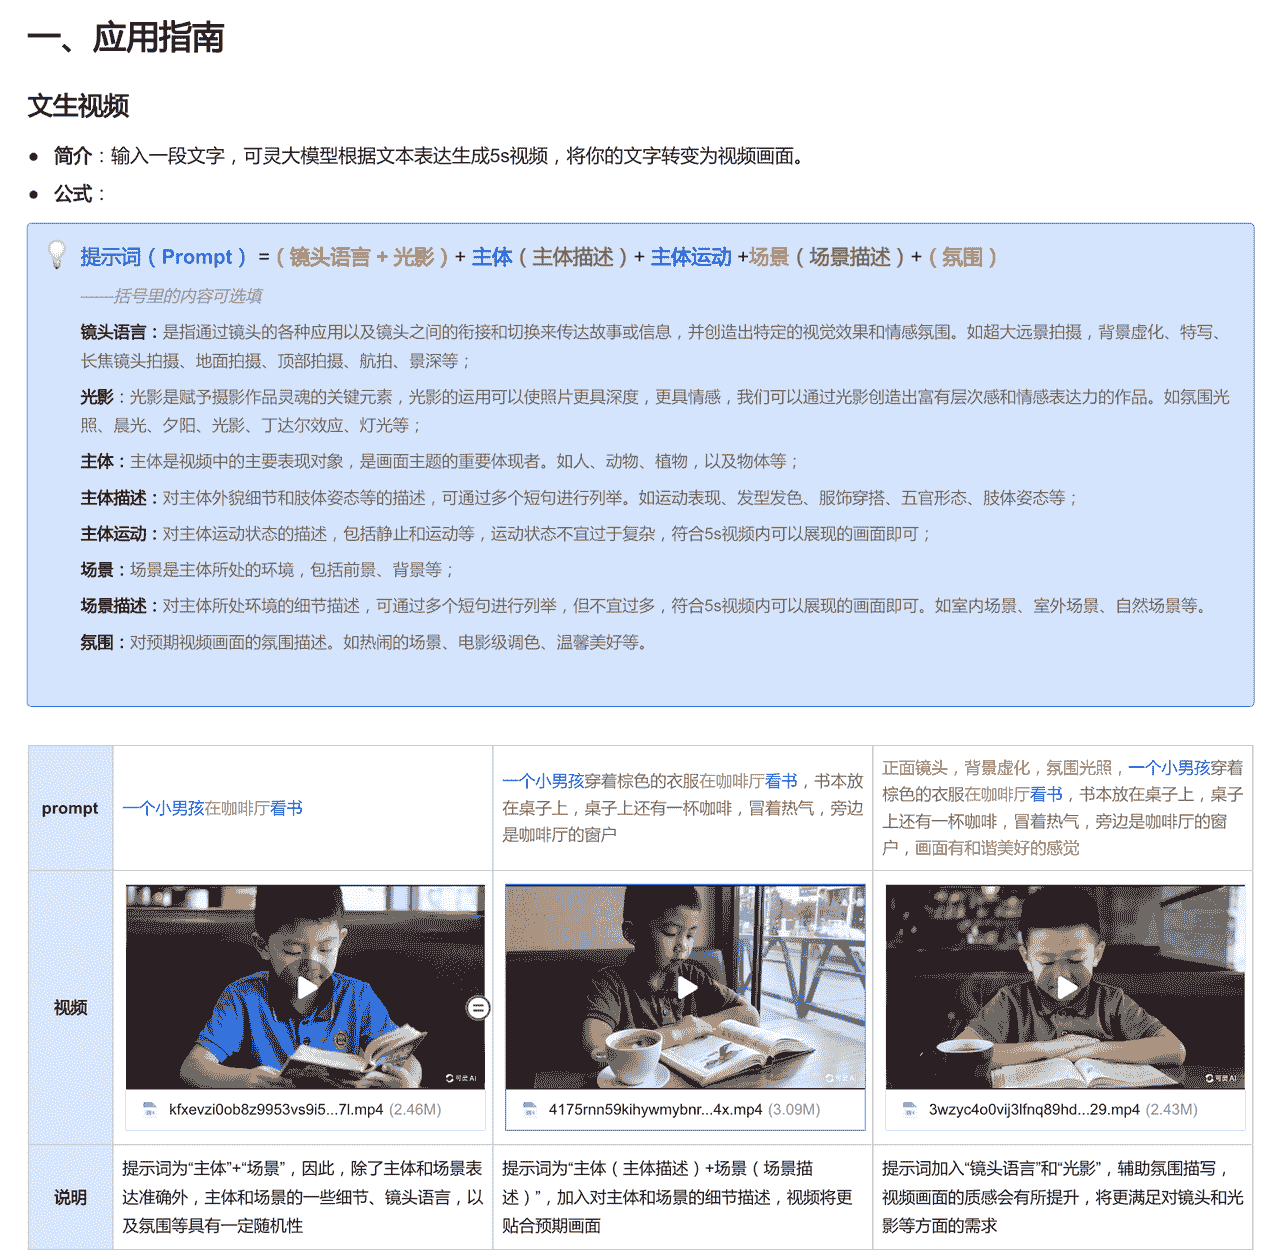 一、应用指南
文生视频
● 简介：输入一段文字，可灵大模型根据文本表达生成5s视频，将你的文字转变为视频画面。
● 公式：
提示词（Prompt） =（镜头语言 + 光影）+ 主体（主体描述）+ 主体运动 +场景（场景描述）+（氛围）
——括号里的内容可选填
镜头语言：是指通过镜头的各种应用以及镜头之间的衔接和切换来传达故事或信息，并创造出特定的视觉效果和情感氛围。如超大远景拍摄，背景虚化、特写、
长焦镜头拍摄、地面拍摄、顶部拍摄、航拍、景深等；
光影：光影是赋予摄影作品灵魂的关键元素，光影的运用可以使照片更具深度，更具情感，我们可以通过光影创造出富有层次感和情感表达力的作品。如氛围光
照、晨光、夕阳、光影、丁达尔效应、灯光等；
主体：主体是视频中的主要表现对象，是画面主题的重要体现者。如人、动物、植物，以及物体等；
主体描述：对主体外貌细节和肢体姿态等的描述，可通过多个短句进行列举。如运动表现、发型发色、服饰穿搭、五官形态、肢体姿态等；
主体运动：对主体运动状态的描述，包括静止和运动等，运动状态不宜过于复杂，符合5s视频内可以展现的画面即可；
场景：场景是主体所处的环境，包括前景、背景等；
场景描述：对主体所处环境的细节描述，可通过多个短句进行列举，但不宜过多，符合5s视频内可以展现的画面即可。如室内场景、室外场景、自然场景等。
氛围：对预期视频画面的氛围描述。如热闹的场景、电影级调色、温馨美好等。
prompt
一个小男孩在咖啡厅看书
一个小男孩穿着棕色的衣服在咖啡厅看书，书本放
在桌子上，桌子上还有一杯咖啡，冒着热气，旁边
是咖啡厅的窗户
正面镜头，背景虚化，氛围光照，一个小男孩穿着
棕色的衣服在咖啡厅看书，书本放在桌子上，桌子
上还有一杯咖啡，冒着热气，旁边是咖啡厅的窗
户，画面有和谐美好的感觉
视频
可灵 AI
kfxevzi0ob8z9953vs9i5...7l.mp4 (2.46M)
可灵 AI
4175rnn59kihywmybnr...4x.mp4 (3.09M)
可灵 AI
3wzyc4o0vij3lfnq89hd...29.mp4 (2.43M)
说明
提示词为“主体”+“场景”，因此，除了主体和场景表
达准确外，主体和场景的一些细节、镜头语言，以
及氛围等具有一定随机性
提示词为“主体（主体描述）+场景（场景描
述）”，加入对主体和场景的细节描述，视频将更
贴合预期画面
提示词加入“镜头语言”和“光影”，辅助氛围描写，
视频画面的质感会有所提升，将更满足对镜头和光
影等方面的需求